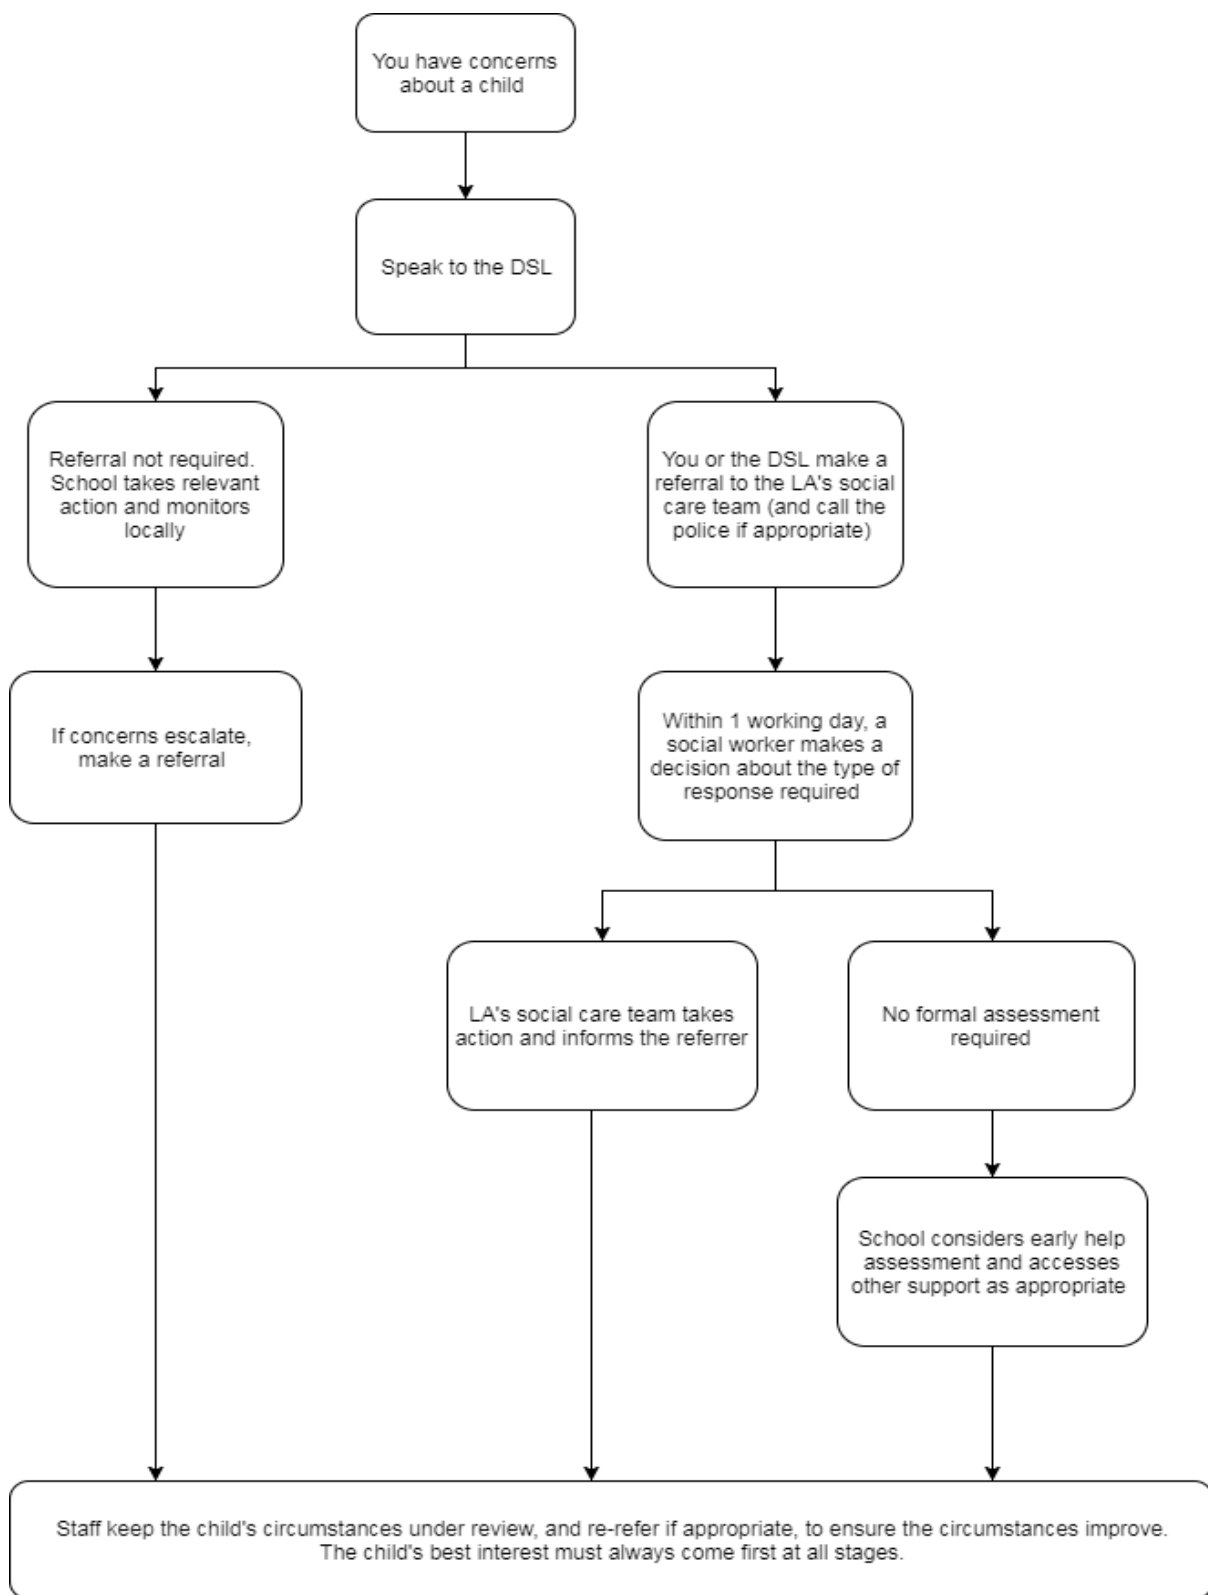 You have concerns
about a child
Speak to the DSL
Referral not required.
School takes relevant
action and monitors
locally
You or the DSL make a
referral to the LA's social
care team (and call the
police if appropriate)
If concerns escalate,
make a referral
Within 1 working day, a
social worker makes a
decision about the type of
response required
LA's social care team takes
action and informs the referrer
No formal assessment
required
School considers early help
assessment and accesses
other support as appropriate
Staff keep the child's circumstances under review, and re-refer if appropriate, to ensure the circumstances improve.
The child's best interest must always come first at all stages.